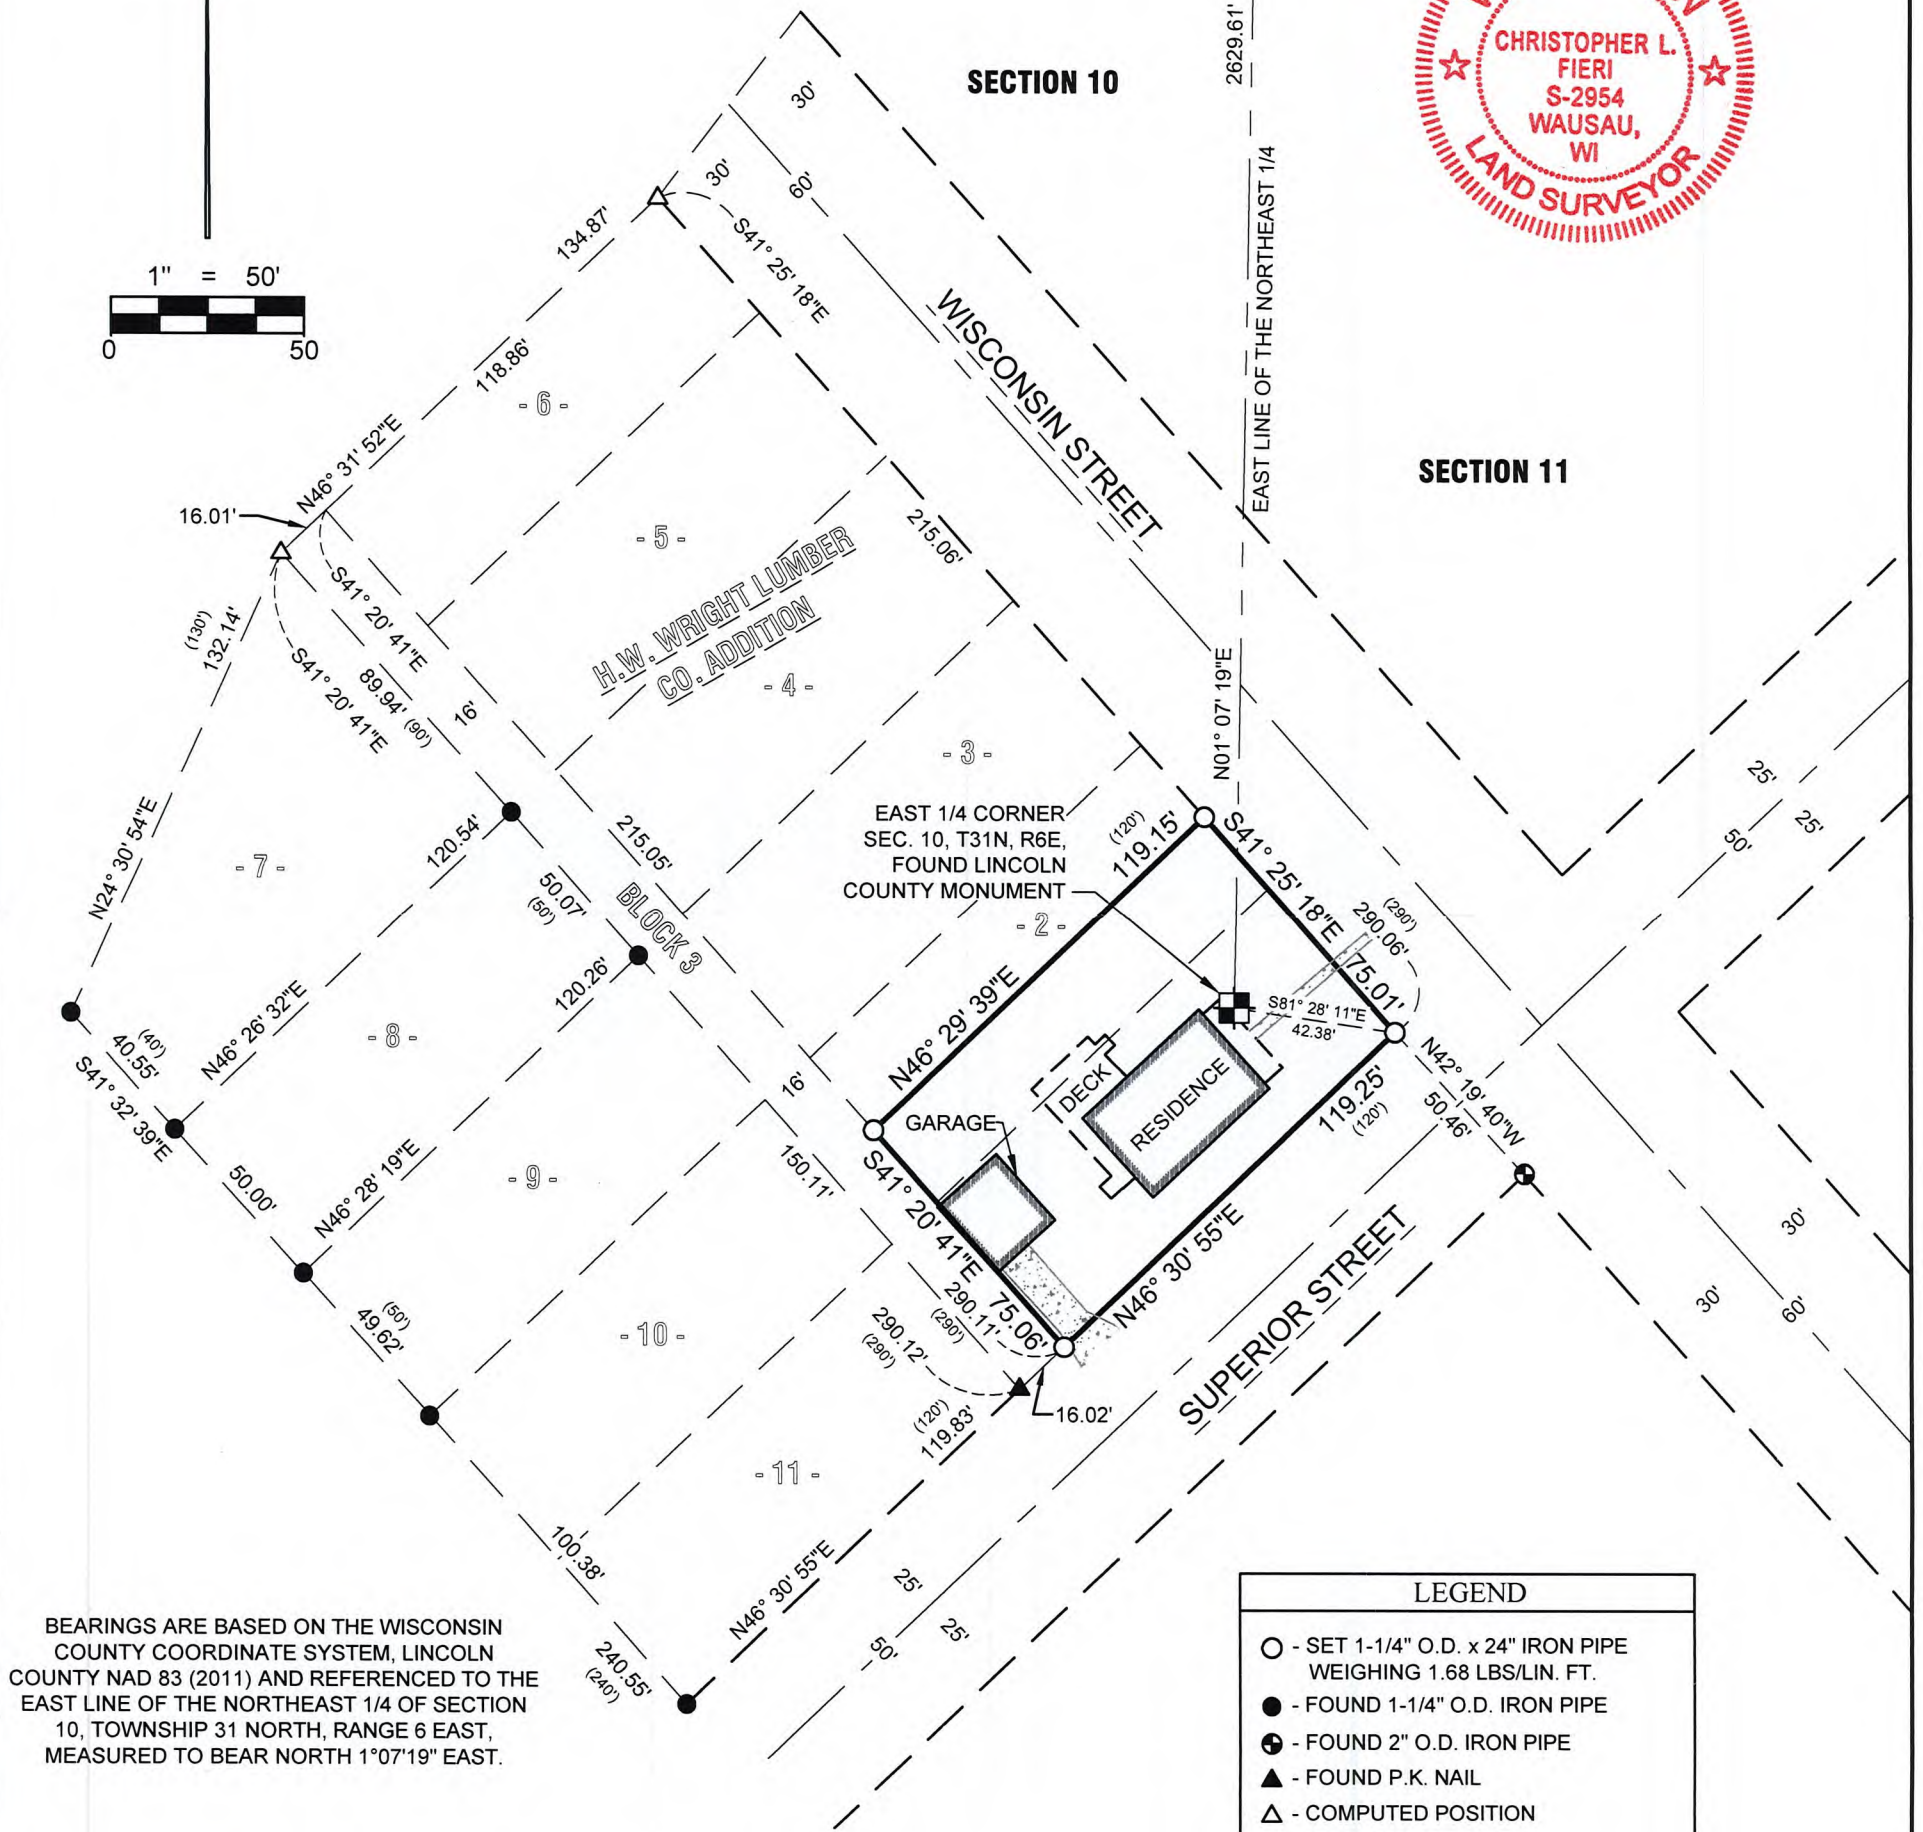 SECTION 10
2629.61'
CHRISTOPHER L.
FIERI
S-2954
WAUSAU,
WI
LAND SURVEYOR
1" = 50'
0 50
30'
30'
60'
134.87'
118.86'
S41° 25' 18"E
WISCONSIN STREET
EAST LINE OF THE NORTHEAST 1/4
SECTION 11
- 6 -
N46° 31' 52"E
16.01'
- 5 -
215.06'
H.W. WRIGHT LUMBER
CO. ADDITION
S41° 20' 41"E
S41° 20' 41"E
(130')
132.14'
89.94' (90')
16'
- 4 -
N01° 07' 19"E
- 3 -
25'
25'
50'
EAST 1/4 CORNER
SEC. 10, T31N, R6E,
FOUND LINCOLN
COUNTY MONUMENT
(120')
119.15'
S41° 25' 18"E
N24° 30' 54"E
- 7 -
120.54'
215.05'
50.07'
(50')
BLOCK 3
- 2 -
(290')
290.06'
75.01'
120.26'
N46° 29' 39"E
S81° 28' 11"E
42.38'
N46° 26' 32"E
(40')
40.55'
S41° 32' 39"E
- 8 -
16'
DECK
RESIDENCE
GARAGE
119.25'
(120')
N42° 19' 40"W
50.46'
- 9 -
150.11'
50.00'
N46° 28' 19"E
S41° 20' 41"E
75.06'
N46° 30' 55"E
SUPERIOR STREET
30'
30'
60'
290.11'
(290')
290.12'
(290')
(50')
49.62'
- 10 -
16.02'
(120')
119.83'
- 11 -
100.38'
N46° 30' 55"E
25'
25'
50'
240.55'
(240')
BEARINGS ARE BASED ON THE WISCONSIN
COUNTY COORDINATE SYSTEM, LINCOLN
COUNTY NAD 83 (2011) AND REFERENCED TO THE
EAST LINE OF THE NORTHEAST 1/4 OF SECTION
10, TOWNSHIP 31 NORTH, RANGE 6 EAST,
MEASURED TO BEAR NORTH 1°07'19" EAST.
LEGEND
- SET 1-1/4" O.D. x 24" IRON PIPE
WEIGHING 1.68 LBS/LIN. FT.
- FOUND 1-1/4" O.D. IRON PIPE
- FOUND 2" O.D. IRON PIPE
- FOUND P.K. NAIL
- COMPUTED POSITION